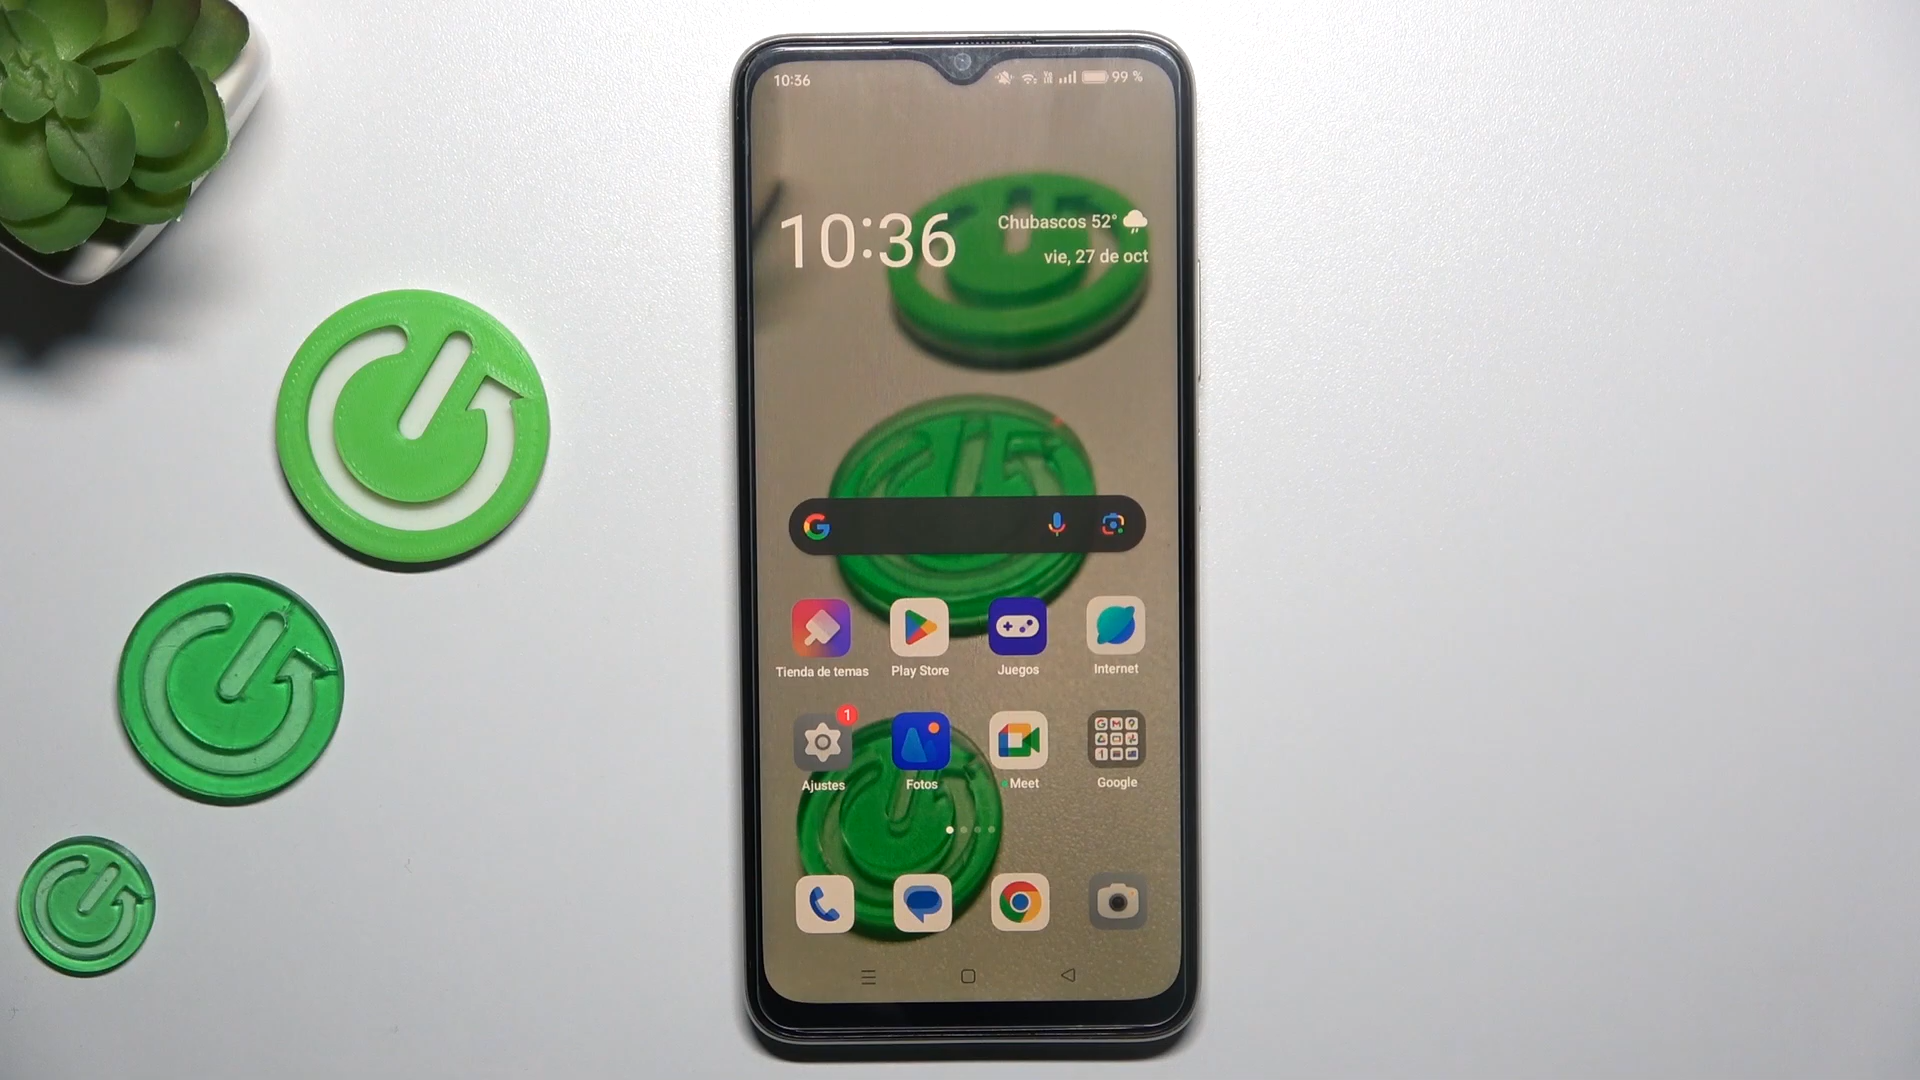 10:36
99 %
10:36
Chubascos 52°
vie, 27 de oct
Tienda de temas
Play Store
Juegos
Internet
1
Ajustes
Fotos
Meet
Google